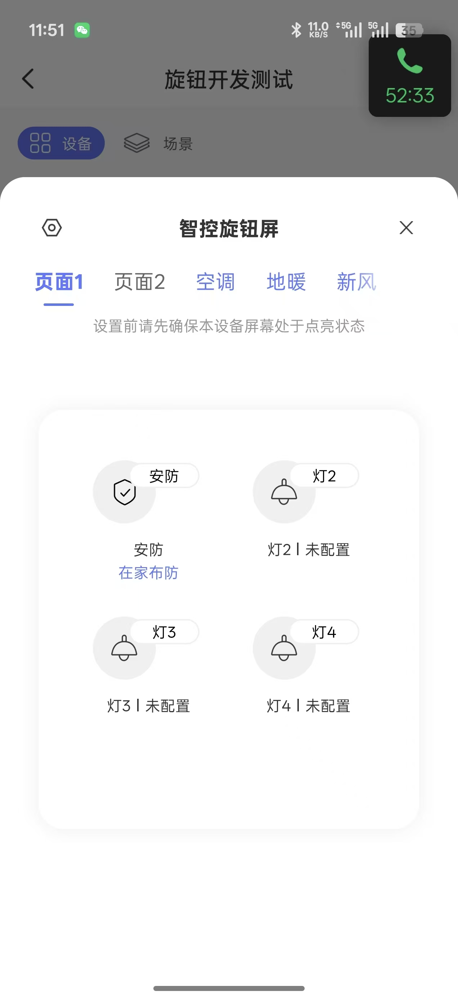 11:51
11.0 KB/S 5G 5G 35
旋钮开发测试
52:33
设备 场景
智控旋钮屏
页面1 页面2 空调 地暖 新风
设置前请先确保本设备屏幕处于点亮状态
安防 灯2
安防 灯2 | 未配置
在家布防
灯3 灯4
灯3 | 未配置 灯4 | 未配置